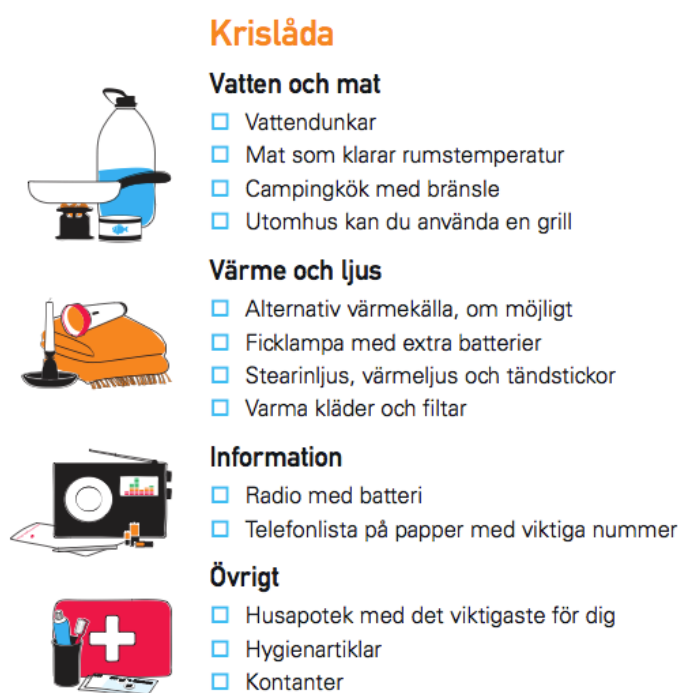 Krislåda
Vatten och mat
Vattendunkar
Mat som klarar rumstemperatur
Campingkök med bränsle
Utomhus kan du använda en grill
Värme och ljus
Alternativ värmekälla, om möjligt
Ficklampa med extra batterier
Stearinljus, värmeljus och tändstickor
Varma kläder och filtar
Information
Radio med batteri
Telefonlista på papper med viktiga nummer
Övrigt
Husapotek med det viktigaste för dig
Hygienartiklar
Kontanter